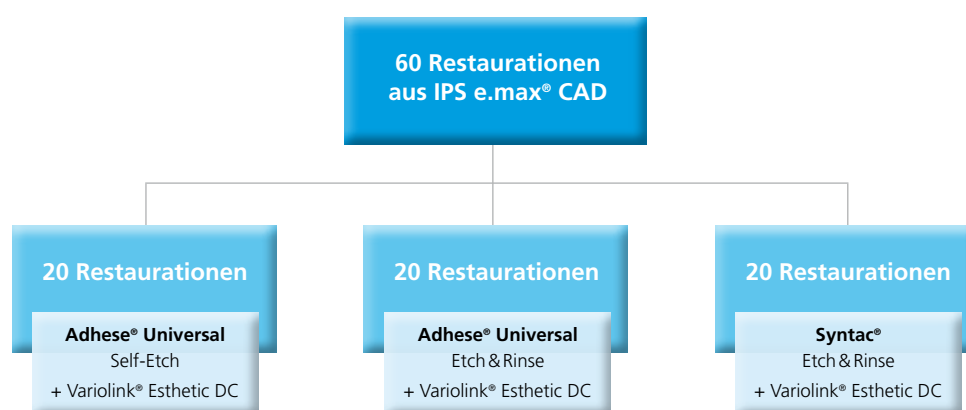 60 Restaurationen
aus IPS e.max® CAD
20 Restaurationen
Adhese® Universal
Self-Etch
+ Variolink® Esthetic DC
20 Restaurationen
Adhese® Universal
Etch & Rinse
+ Variolink® Esthetic DC
20 Restaurationen
Syntac®
Etch & Rinse
+ Variolink® Esthetic DC